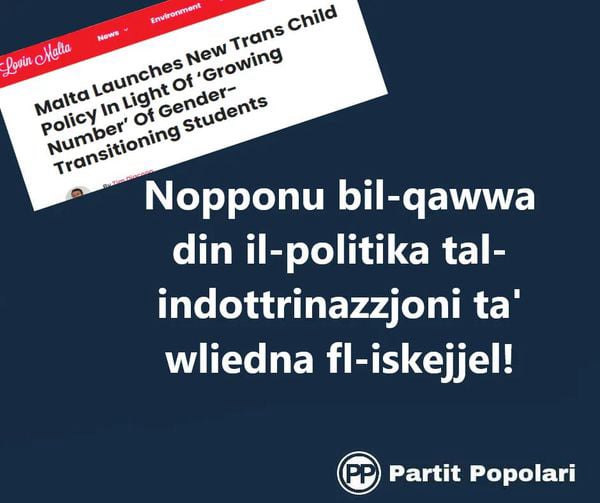 Lovin Malta
News
Environment
Malta Launches New Trans Child
Policy In Light Of ‘Growing
Number’ Of Gender-
Transitioning Students
By
Nopponu bil-qawwa
din il-politika tal-
indottrinazzjoni ta'
wliedna fl-iskejjel!
PP Partit Popolari